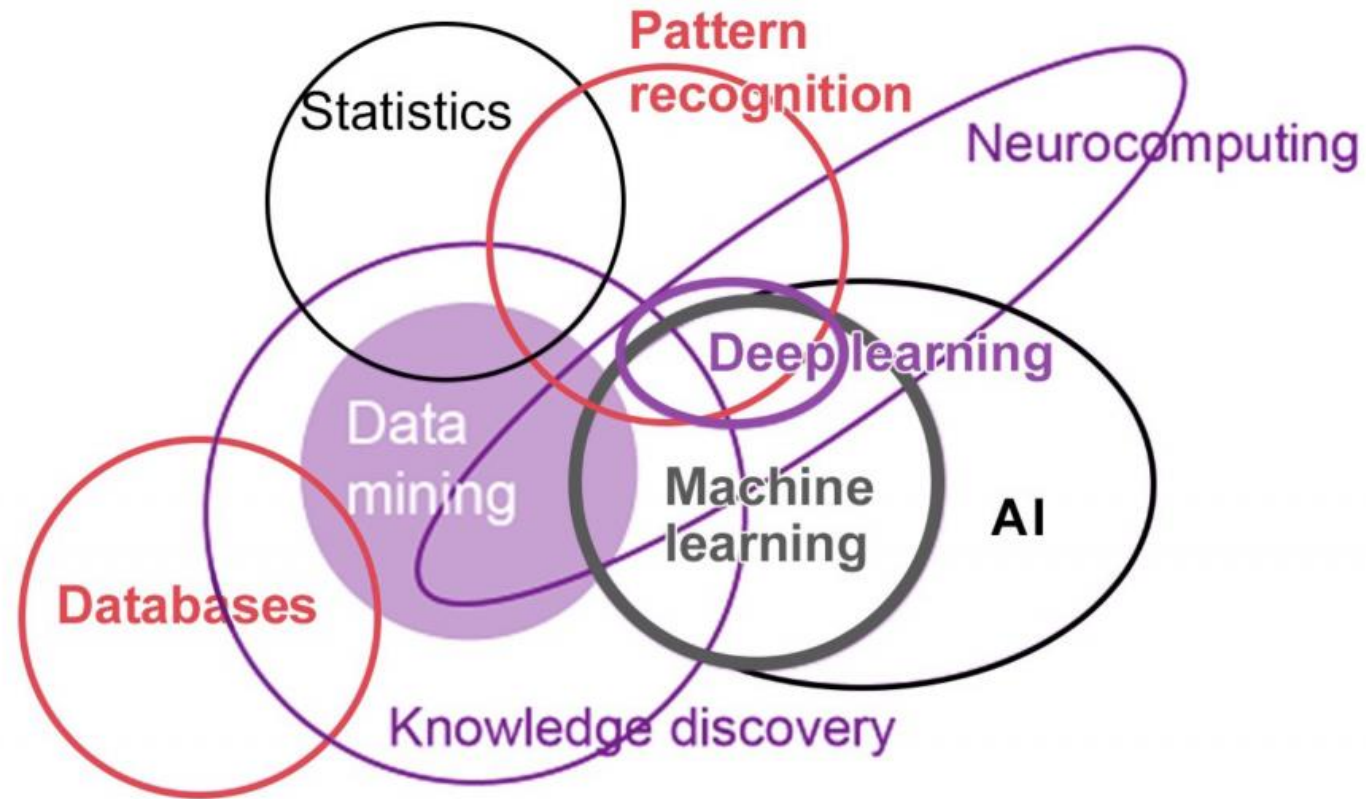 Pattern
recognition
Statistics
Neurocomputing
Deep learning
Data
mining
Machine
learning
AI
Databases
Knowledge discovery